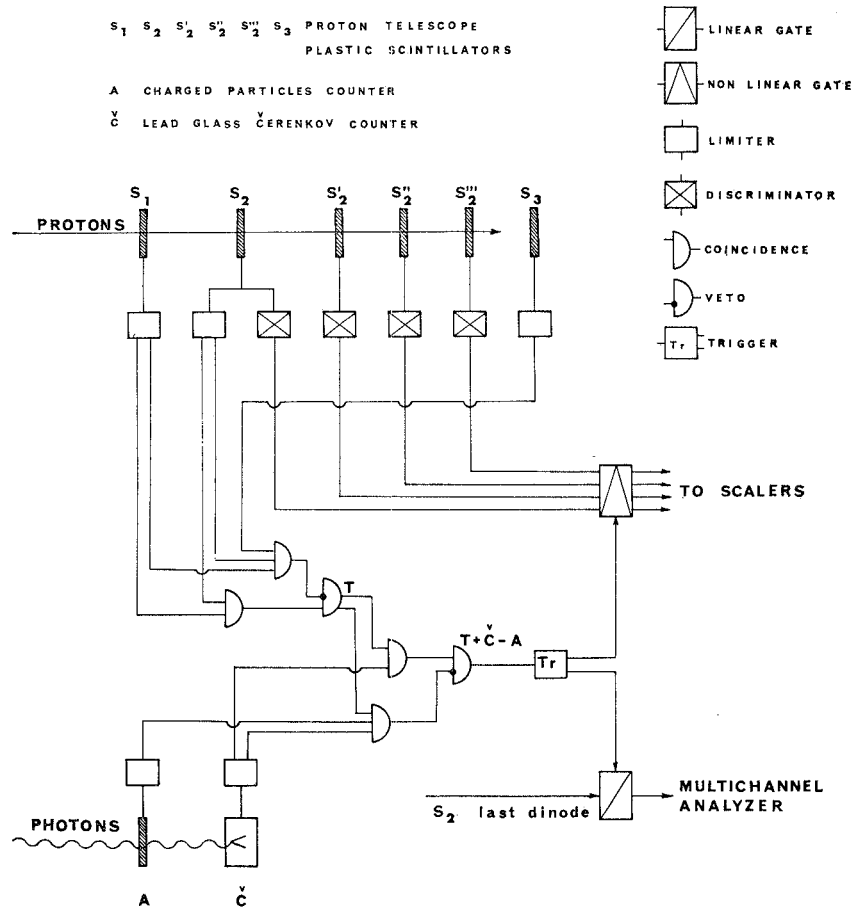 S1 S2 S'2 S''2 S'''2 S3 PROTON TELESCOPE
PLASTIC SCINTILLATORS
A CHARGED PARTICLES COUNTER
Č LEAD GLASS ČERENKOV COUNTER
LINEAR GATE
NON LINEAR GATE
LIMITER
DISCRIMINATOR
COINCIDENCE
VETO
Tr TRIGGER
S1 S2 S'2 S''2 S'''2 S3
PROTONS
TO SCALERS
T
T+Č-A
Tr
S2 last dinode
MULTICHANNEL
ANALYZER
PHOTONS
A Č